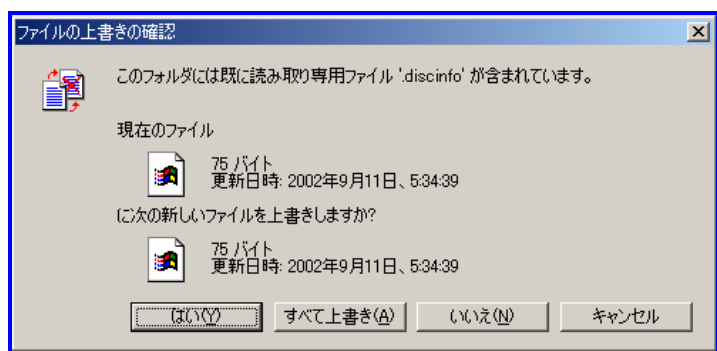 ファイルの上書きの確認
このフォルダには既に読み取り専用ファイル '.discinfo' が含まれています。
現在のファイル
75 バイト
更新日時: 2002年9月11日、5:34:39
に次の新しいファイルを上書きしますか?
75 バイト
更新日時: 2002年9月11日、5:34:39
はい(Y) すべて上書き(A) いいえ(N) キャンセル